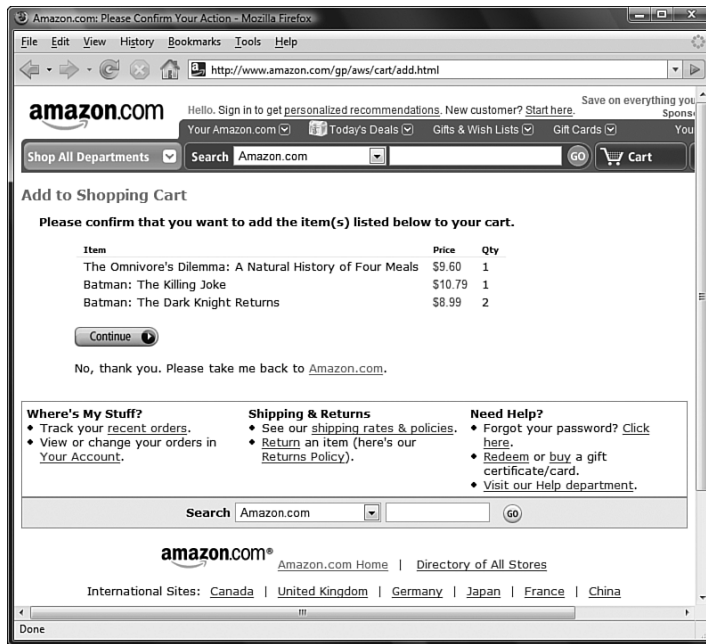 Amazon.com: Please Confirm Your Action - Mozilla Firefox
File Edit View History Bookmarks Tools Help
http://www.amazon.com/gp/aws/cart/add.html
amazon.com
Hello. Sign in to get personalized recommendations. New customer? Start here.
Save on everything you
Spons
Your Amazon.com Today's Deals Gifts & Wish Lists Gift Cards You
Shop All Departments Search Amazon.com GO Cart
Add to Shopping Cart
Please confirm that you want to add the item(s) listed below to your cart.
Item Price Qty
The Omnivore's Dilemma: A Natural History of Four Meals $9.60 1
Batman: The Killing Joke $10.79 1
Batman: The Dark Knight Returns $8.99 2
Continue
No, thank you. Please take me back to Amazon.com.
Where's My Stuff?
• Track your recent orders.
• View or change your orders in
Your Account.
Shipping & Returns
• See our shipping rates & policies.
• Return an item (here's our
Returns Policy).
Need Help?
• Forgot your password? Click
here.
• Redeem or buy a gift
certificate/card.
• Visit our Help department.
Search Amazon.com GO
amazon.com® Amazon.com Home | Directory of All Stores
International Sites: Canada | United Kingdom | Germany | Japan | France | China
Done